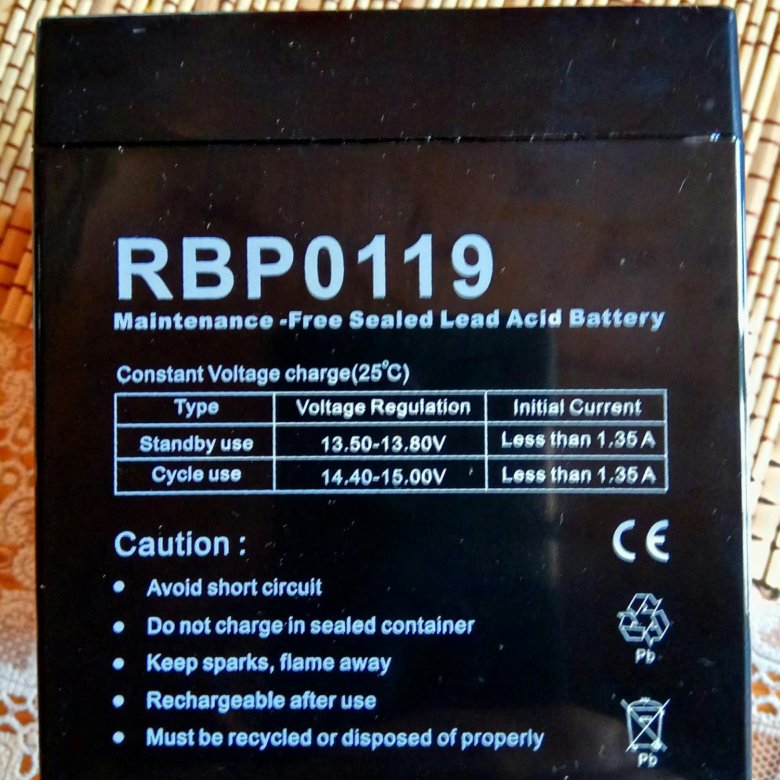 RBP0119
Maintenance -Free Sealed Lead Acid Battery
Constant Voltage charge(25°C)
Type Voltage Regulation Initial Current
Standby use 13.50-13.80V Less than 1.35A
Cycle use 14.40-15.00V Less than 1.35A
Caution :
CE
• Avoid short circuit
• Do not charge in sealed container
• Keep sparks, flame away
Pb
• Rechargeable after use
• Must be recycled or disposed of properly
Pb